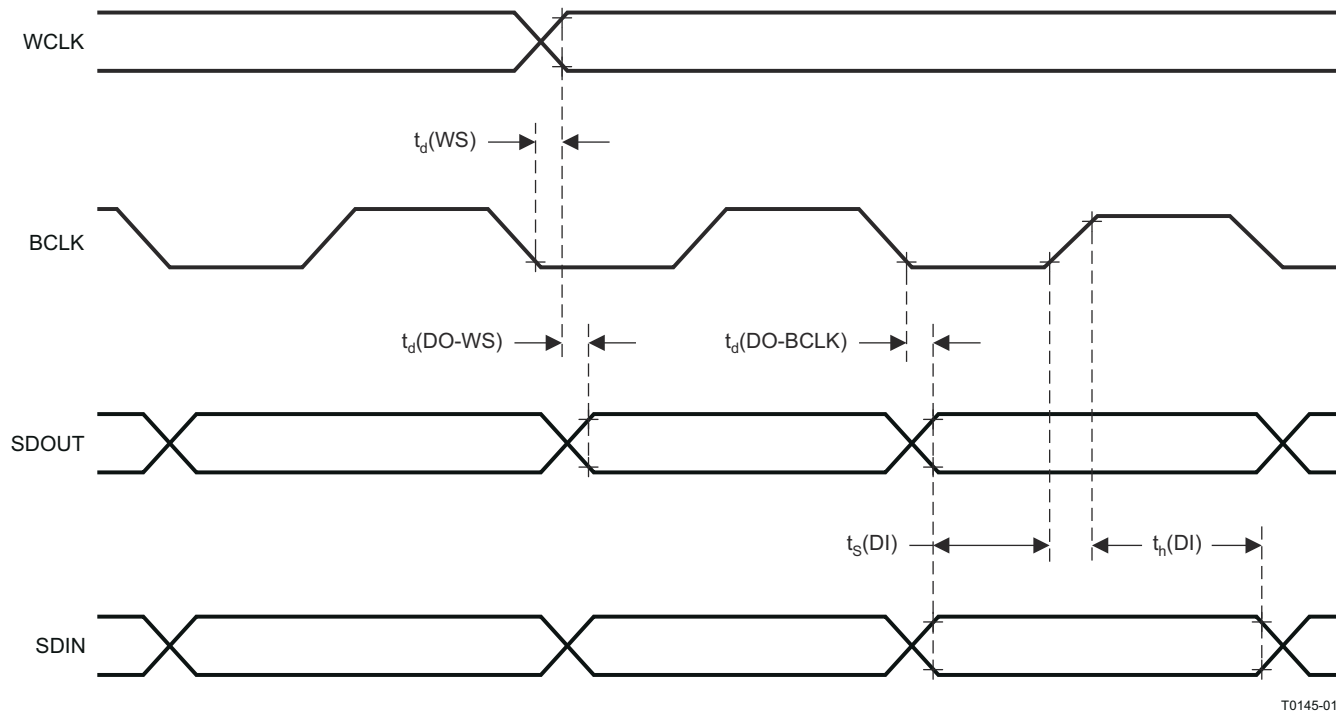 WCLK
td(WS)
BCLK
td(DO-WS)
td(DO-BCLK)
SDOUT
tS(DI)
th(DI)
SDIN
T0145-01